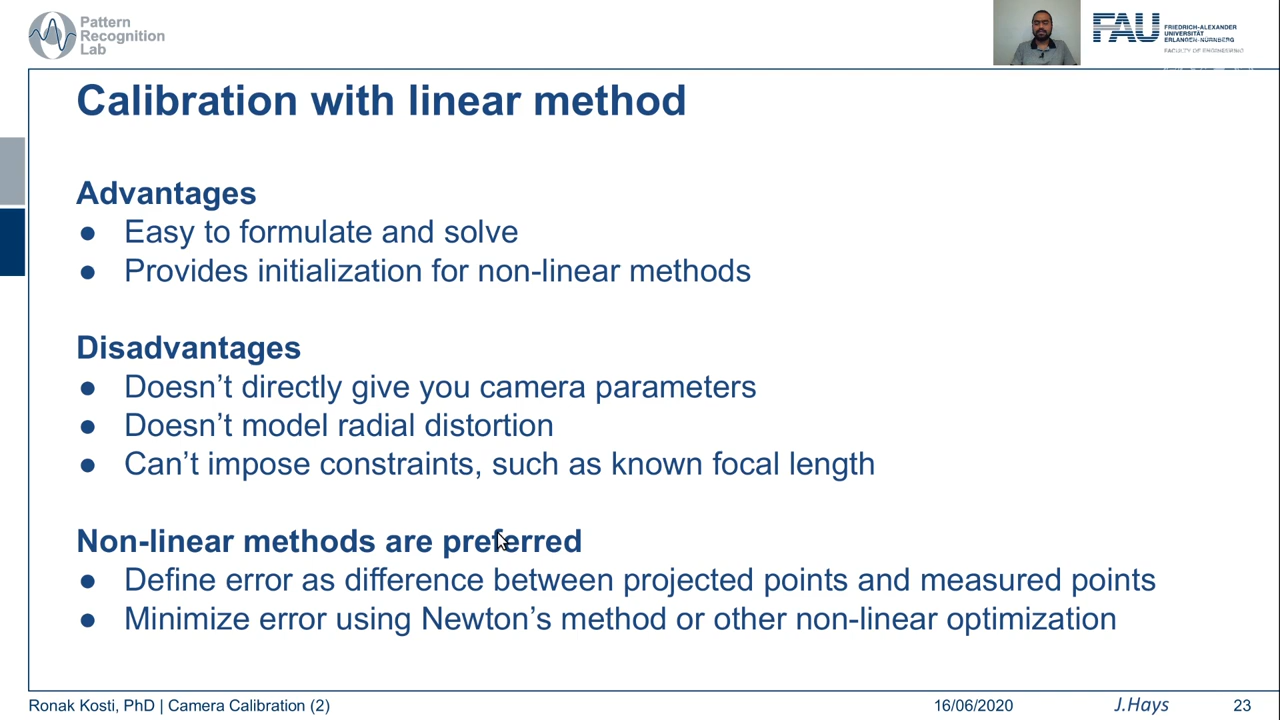 Pattern
Recognition
Lab
FAU
FRIEDRICH-ALEXANDER
UNIVERSITÄT
ERLANGEN-NÜRNBERG
FACULTY OF ENGINEERING
Calibration with linear method
Advantages
● Easy to formulate and solve
● Provides initialization for non-linear methods
Disadvantages
● Doesn’t directly give you camera parameters
● Doesn’t model radial distortion
● Can’t impose constraints, such as known focal length
Non-linear methods are preferred
● Define error as difference between projected points and measured points
● Minimize error using Newton’s method or other non-linear optimization
Ronak Kosti, PhD | Camera Calibration (2) 16/06/2020 J.Hays 23